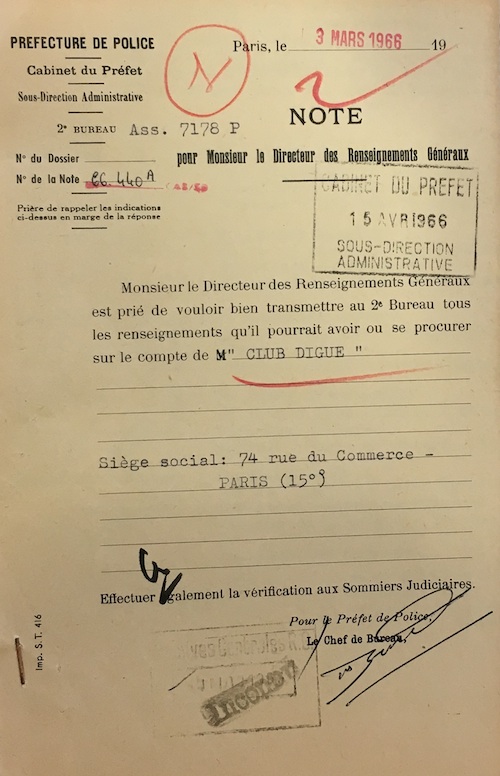 PREFECTURE DE POLICE
Cabinet du Préfet
Sous-Direction Administrative
2e BUREAU Ass. 7178 P
N° du Dossier
N° de la Note CG.440A
Prière de rappeler les indications
ci-dessus en marge de la réponse
Paris, le 3 MARS 1966 19
NOTE
pour Monsieur le Directeur des Renseignements Généraux
CABINET DU PREFET
15 AVR 1966
SOUS-DIRECTION
ADMINISTRATIVE
Monsieur le Directeur des Renseignements Généraux
est prié de vouloir bien transmettre au 2e Bureau tous
les renseignements qu'il pourrait avoir ou se procurer
sur le compte de M" CLUB DIGUE "
Siège social: 74 rue du Commerce -
PARIS (15°)
Effectuer également la vérification aux Sommiers Judiciaires.
Pour le Préfet de Police,
Le Chef de Bureau,
Inconnu
Imp. S. T. 416